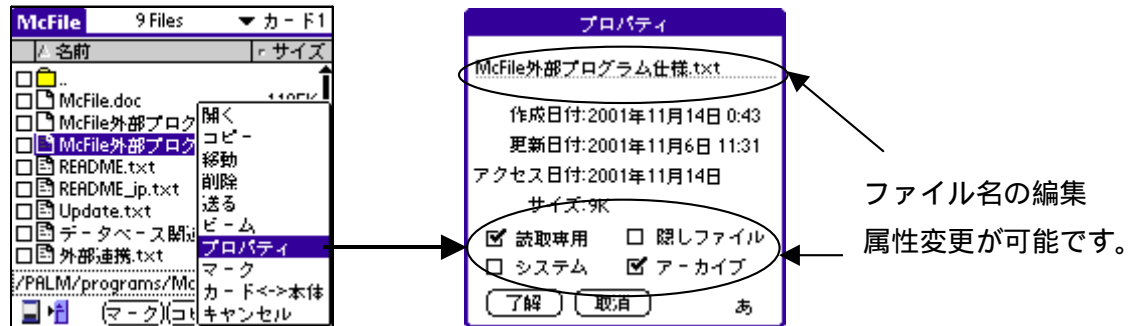 McFile 9 Files ▼ カード1
名前 サイズ
..
McFile.doc
McFile外部プログ
McFile外部プログ
README.txt
README_jp.txt
Update.txt
データベース関連
外部連携.txt
/PALM/programs/Mc
マーク
開く
コピー
移動
削除
送る
ビーム
プロパティ
マーク
カード<->本体
キャンセル
プロパティ
McFile外部プログラム仕様.txt
作成日付:2001年11月14日 0:43
更新日付:2001年11月6日 11:31
アクセス日付:2001年11月14日
サイズ:9K
読取専用 隠しファイル
システム アーカイブ
了解 取消 あ
ファイル名の編集
属性変更が可能です。